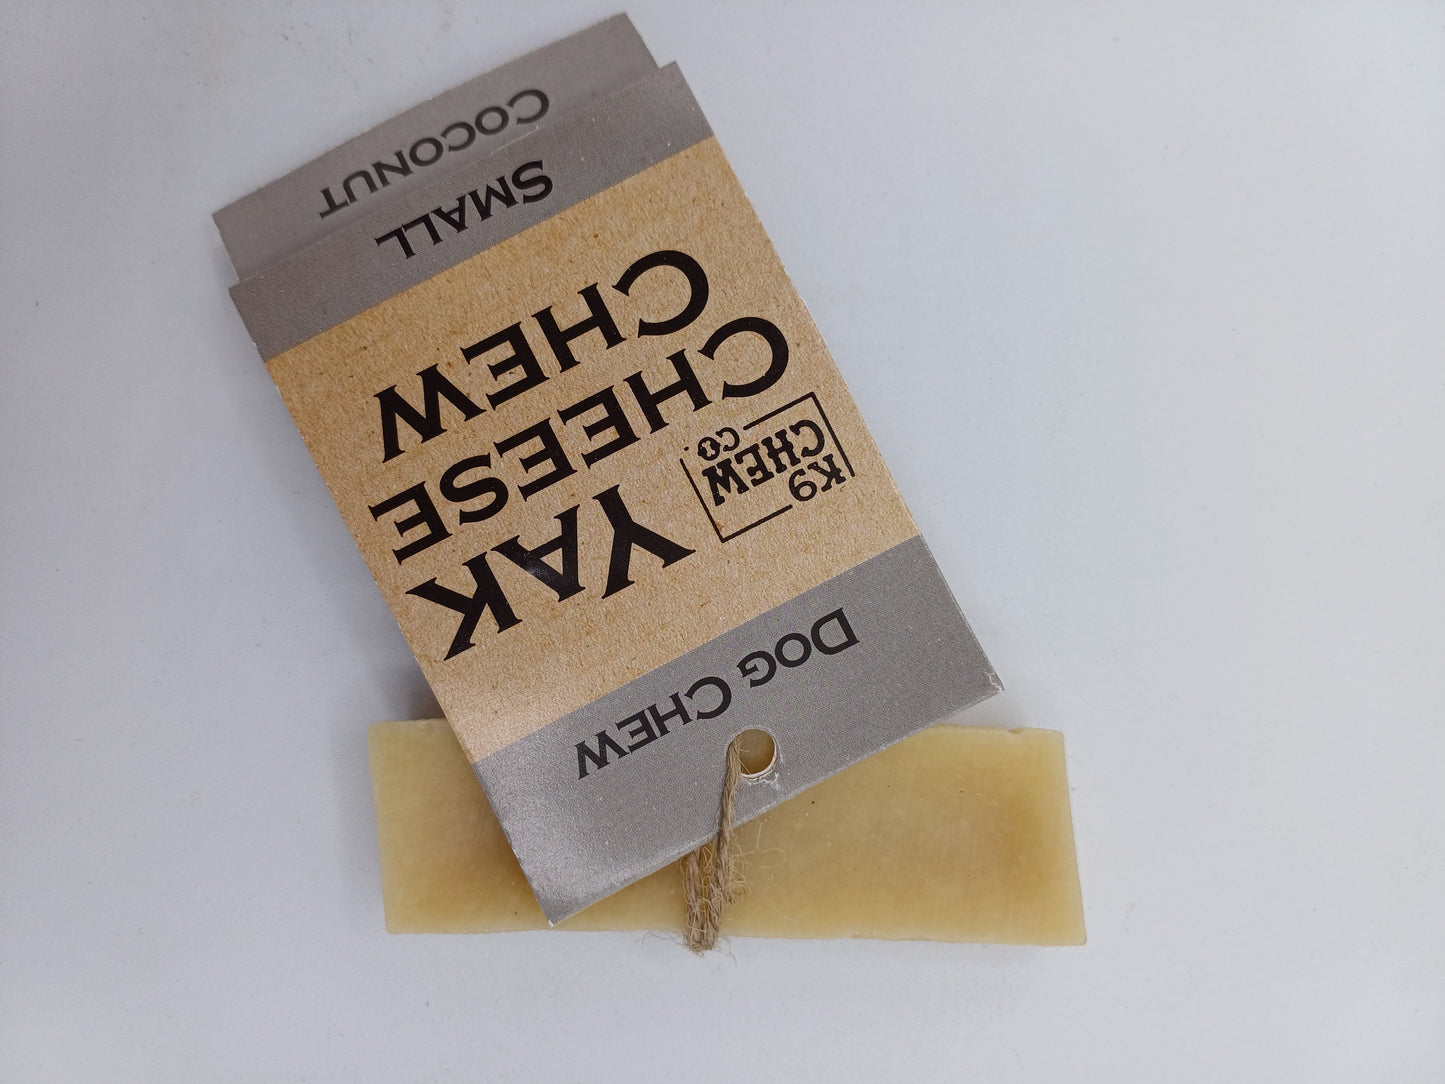 DOG CHEW
K9
CHEW
CO
YAK
CHEESE
CHEW
SMALL
COCONUT